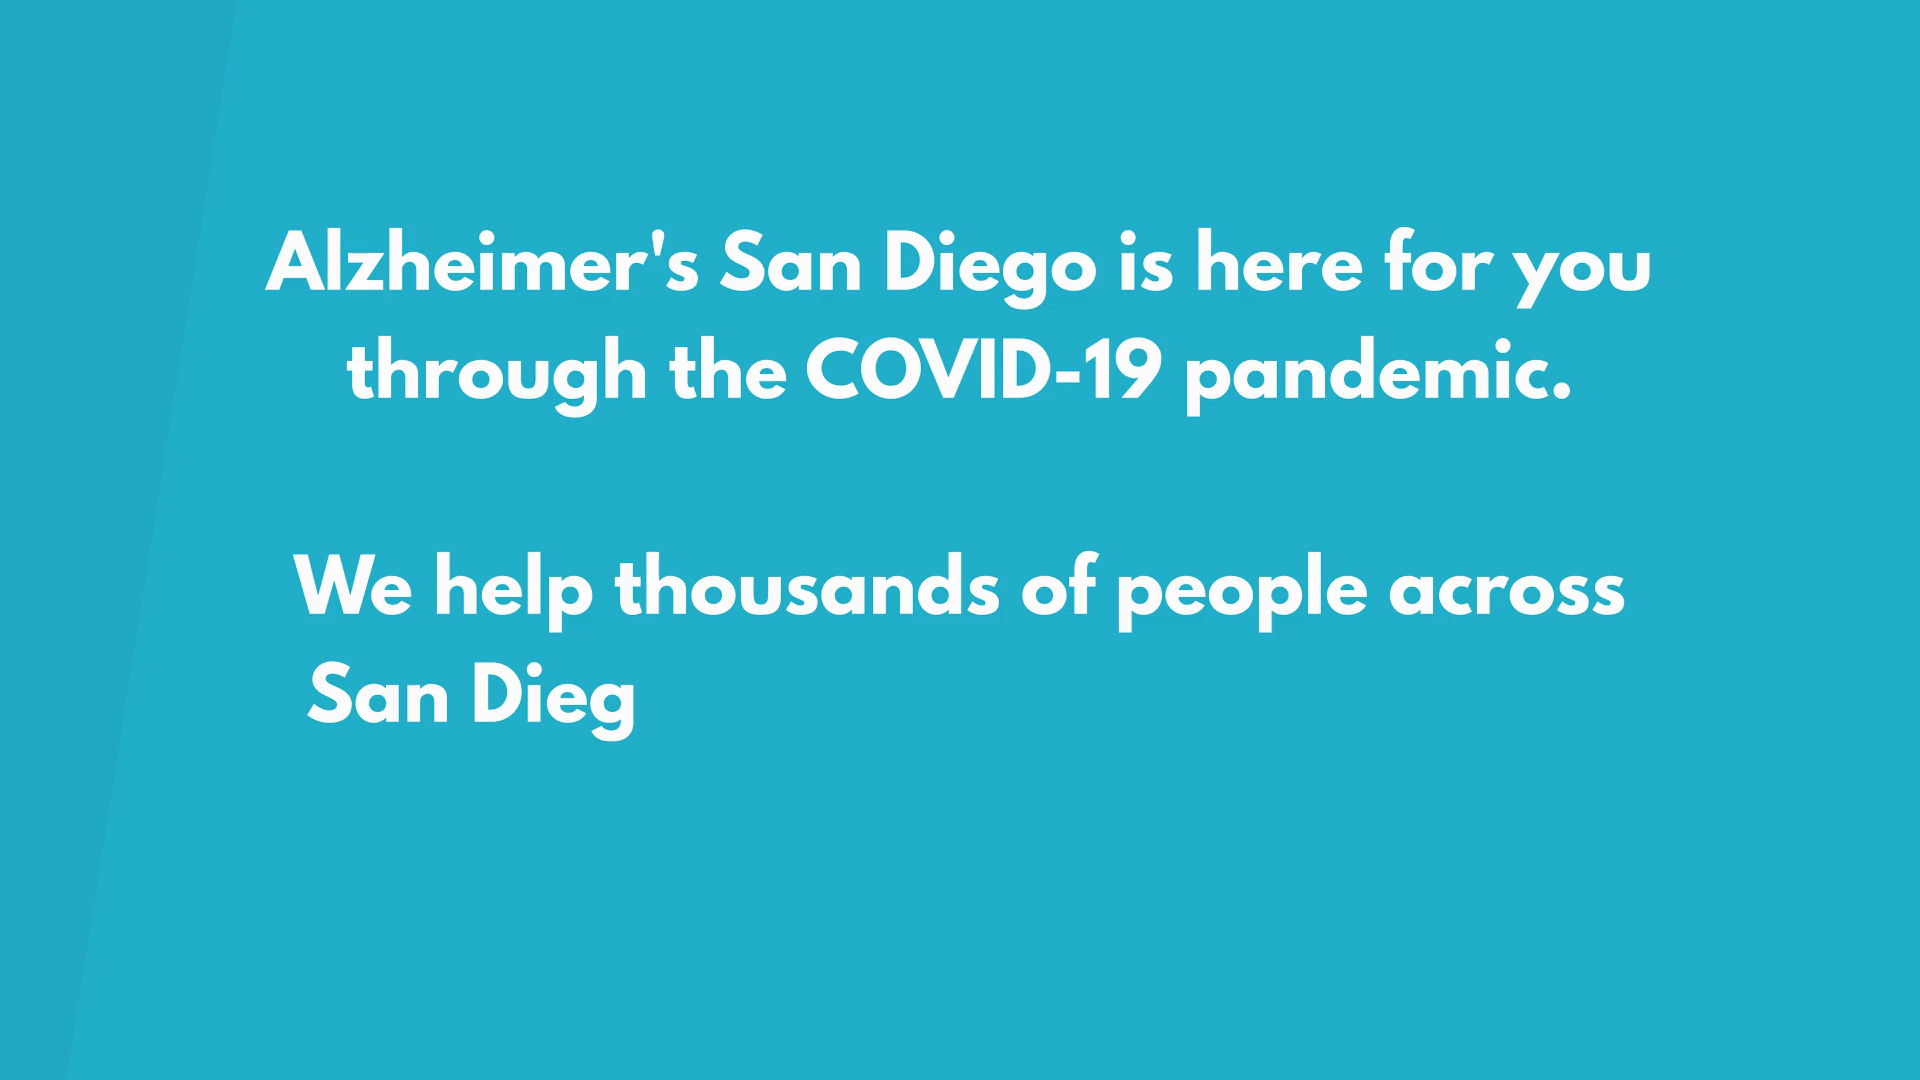 Alzheimer's San Diego is here for you
through the COVID-19 pandemic.
We help thousands of people across
San Dieg